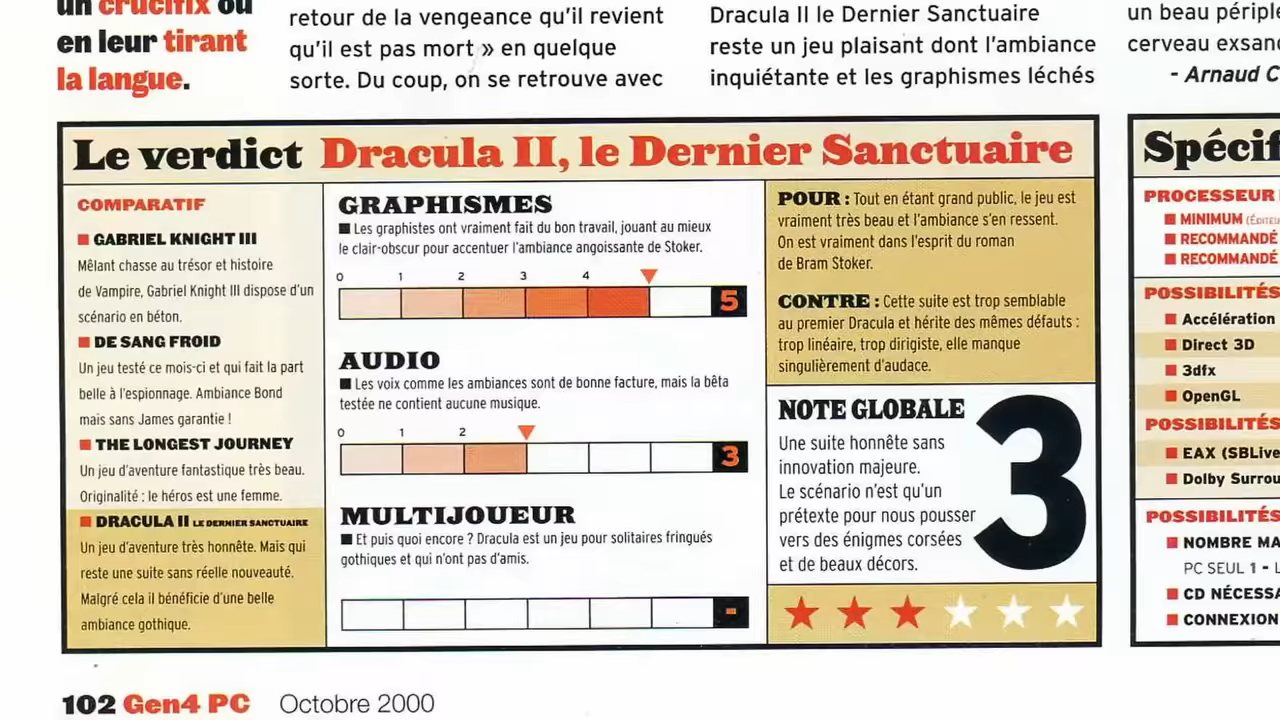 un crucifix ou
en leur tirant
la langue.
retour de la vengeance qu'il revient
qu'il est pas mort » en quelque
sorte. Du coup, on se retrouve avec
Dracula II le Dernier Sanctuaire
reste un jeu plaisant dont l'ambiance
inquiétante et les graphismes léchés
un beau périple
cerveau exsan
- Arnaud C
Le verdict Dracula II, le Dernier Sanctuaire
COMPARATIF
GABRIEL KNIGHT III
Mêlant chasse au trésor et histoire
de Vampire, Gabriel Knight III dispose d'un
scénario en béton.
DE SANG FROID
Un jeu testé ce mois-ci et qui fait la part
belle à l'espionnage. Ambiance Bond
mais sans James garantie !
THE LONGEST JOURNEY
Un jeu d'aventure fantastique très beau.
Originalité : le héros est une femme.
DRACULA II LE DERNIER SANCTUAIRE
Un jeu d'aventure très honnête. Mais qui
reste une suite sans réelle nouveauté.
Malgré cela il bénéficie d'une belle
ambiance gothique.
GRAPHISMES
Les graphistes ont vraiment fait du bon travail, jouant au mieux
le clair-obscur pour accentuer l'ambiance angoissante de Stoker.
0 1 2 3 4
5
AUDIO
Les voix comme les ambiances sont de bonne facture, mais la bêta
testée ne contient aucune musique.
0 1 2
3
MULTIJOUEUR
Et puis quoi encore ? Dracula est un jeu pour solitaires fringués
gothiques et qui n'ont pas d'amis.
-
POUR : Tout en étant grand public, le jeu est
vraiment très beau et l'ambiance s'en ressent.
On est vraiment dans l'esprit du roman
de Bram Stoker.
CONTRE : Cette suite est trop semblable
au premier Dracula et hérite des mêmes défauts :
trop linéaire, trop dirigiste, elle manque
singulièrement d'audace.
NOTE GLOBALE
Une suite honnête sans
innovation majeure.
Le scénario n'est qu'un
prétexte pour nous pousser
vers des énigmes corsées
et de beaux décors.
3
Spécif
PROCESSEUR
MINIMUM
RECOMMANDÉ
RECOMMANDÉ
POSSIBILITÉS
Accélération
Direct 3D
3dfx
OpenGL
POSSIBILITÉS
EAX (SBLive
Dolby Surrou
POSSIBILITÉS
NOMBRE MA
PC SEUL 1 - L
CD NÉCESSA
CONNEXION
102 Gen4 PC Octobre 2000